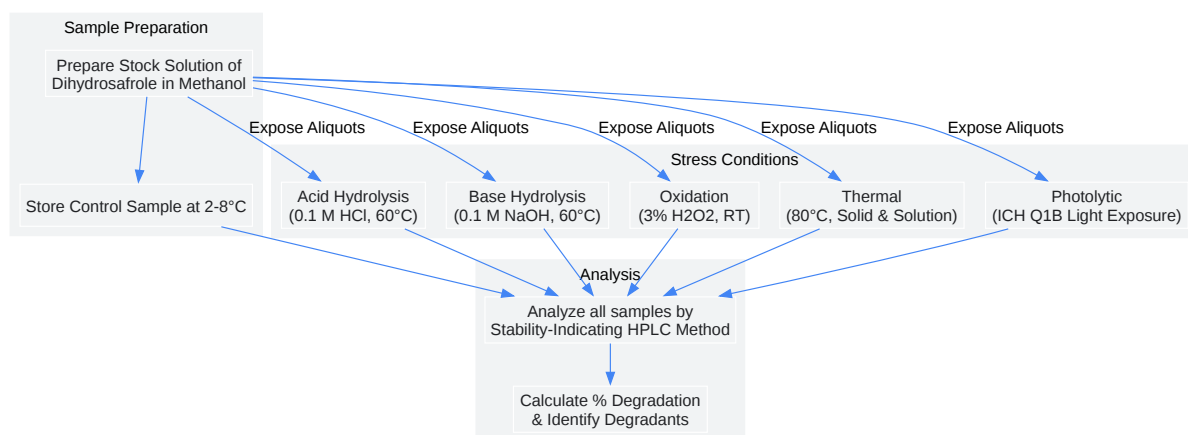 Sample Preparation
Prepare Stock Solution of
Dihydrosafrole in Methanol
Expose Aliquots
Expose Aliquots
Expose Aliquots
Expose Aliquots
Expose Aliquots
Stress Conditions
Store Control Sample at 2-8°C
Acid Hydrolysis
(0.1 M HCl, 60°C)
Base Hydrolysis
(0.1 M NaOH, 60°C)
Oxidation
(3% H2O2, RT)
Thermal
(80°C, Solid & Solution)
Photolytic
(ICH Q1B Light Exposure)
Analysis
Analyze all samples by
Stability-Indicating HPLC Method
Calculate % Degradation
& Identify Degradants